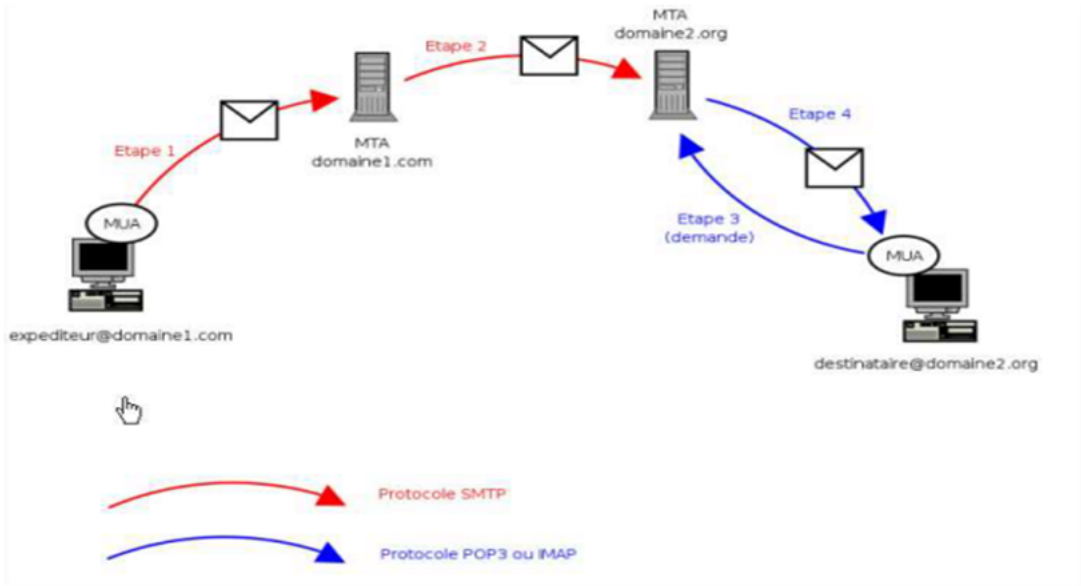 MTA
domaine2.org
Etape 2
Etape 4
MTA
domaine1.com
Etape 1
MUA
Etape 3
(demande)
MUA
expediteur@domaine1.com
destinataire@domaine2.org
Protocole SMTP
Protocole POP3 ou IMAP